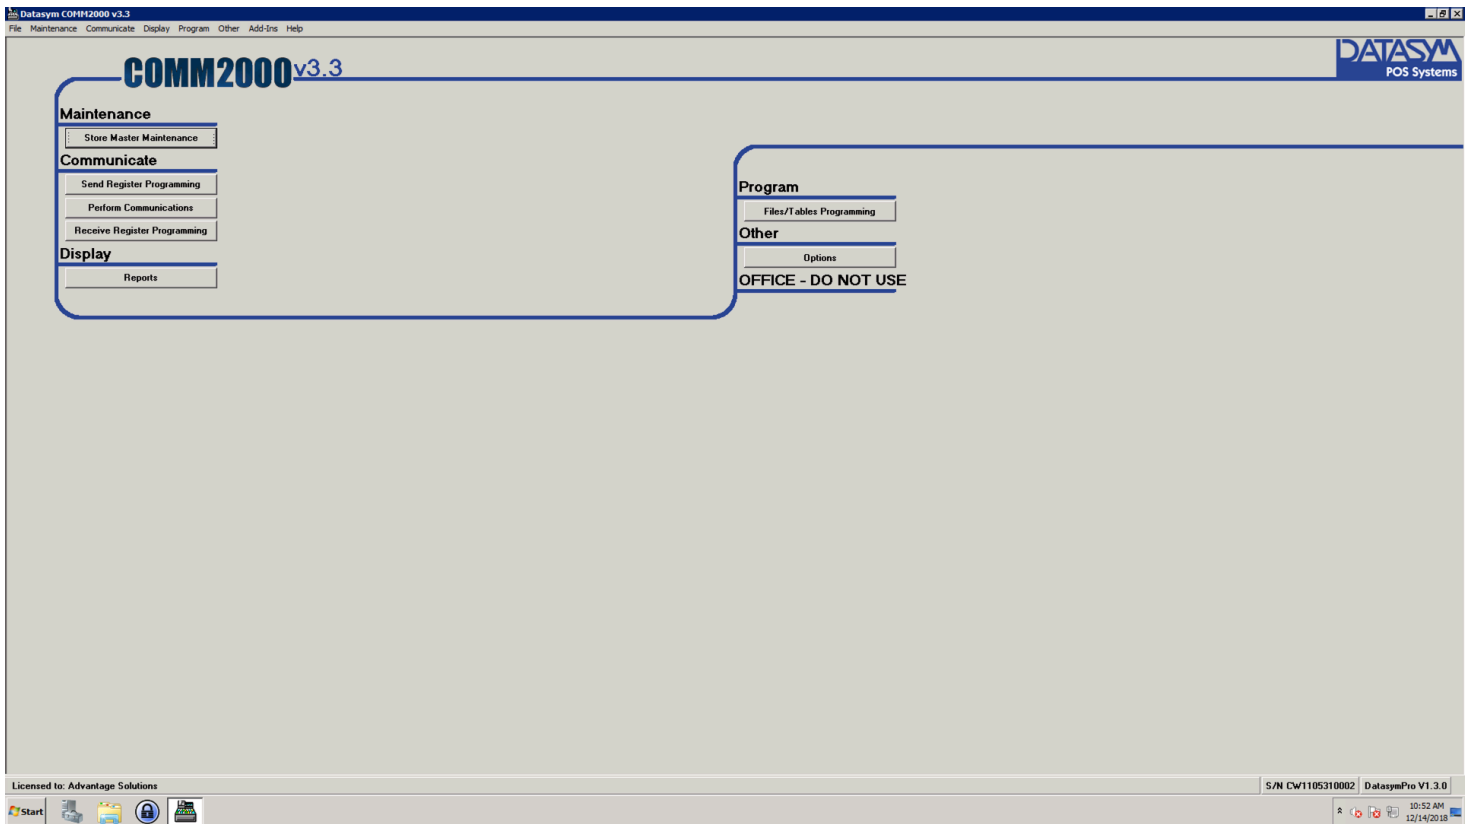 Datasym COMM2000 v3.3
File Maintenance Communicate Display Program Other Add-Ins Help
COMM2000 v3.3
DATASYM
POS Systems
Maintenance
Store Master Maintenance
Communicate
Send Register Programming
Perform Communications
Receive Register Programming
Display
Reports
Program
Files/Tables Programming
Other
Options
OFFICE - DO NOT USE
Licensed to: Advantage Solutions
S/N CW1105310002 DatasymPro V1.3.0
Start
10:52 AM
12/14/2018